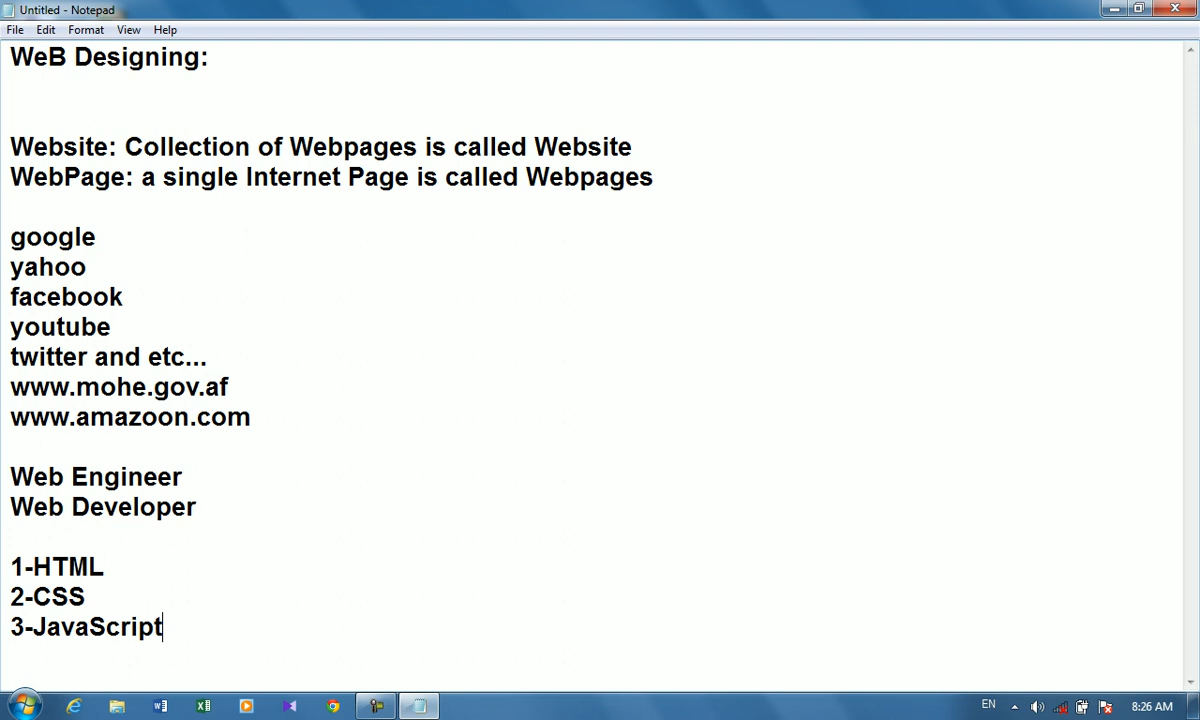 Untitled - Notepad
File Edit Format View Help
WeB Designing:
Website: Collection of Webpages is called Website
WebPage: a single Internet Page is called Webpages
google
yahoo
facebook
youtube
twitter and etc...
www.mohe.gov.af
www.amazoon.com
Web Engineer
Web Developer
1-HTML
2-CSS
3-JavaScript
EN 8:26 AM